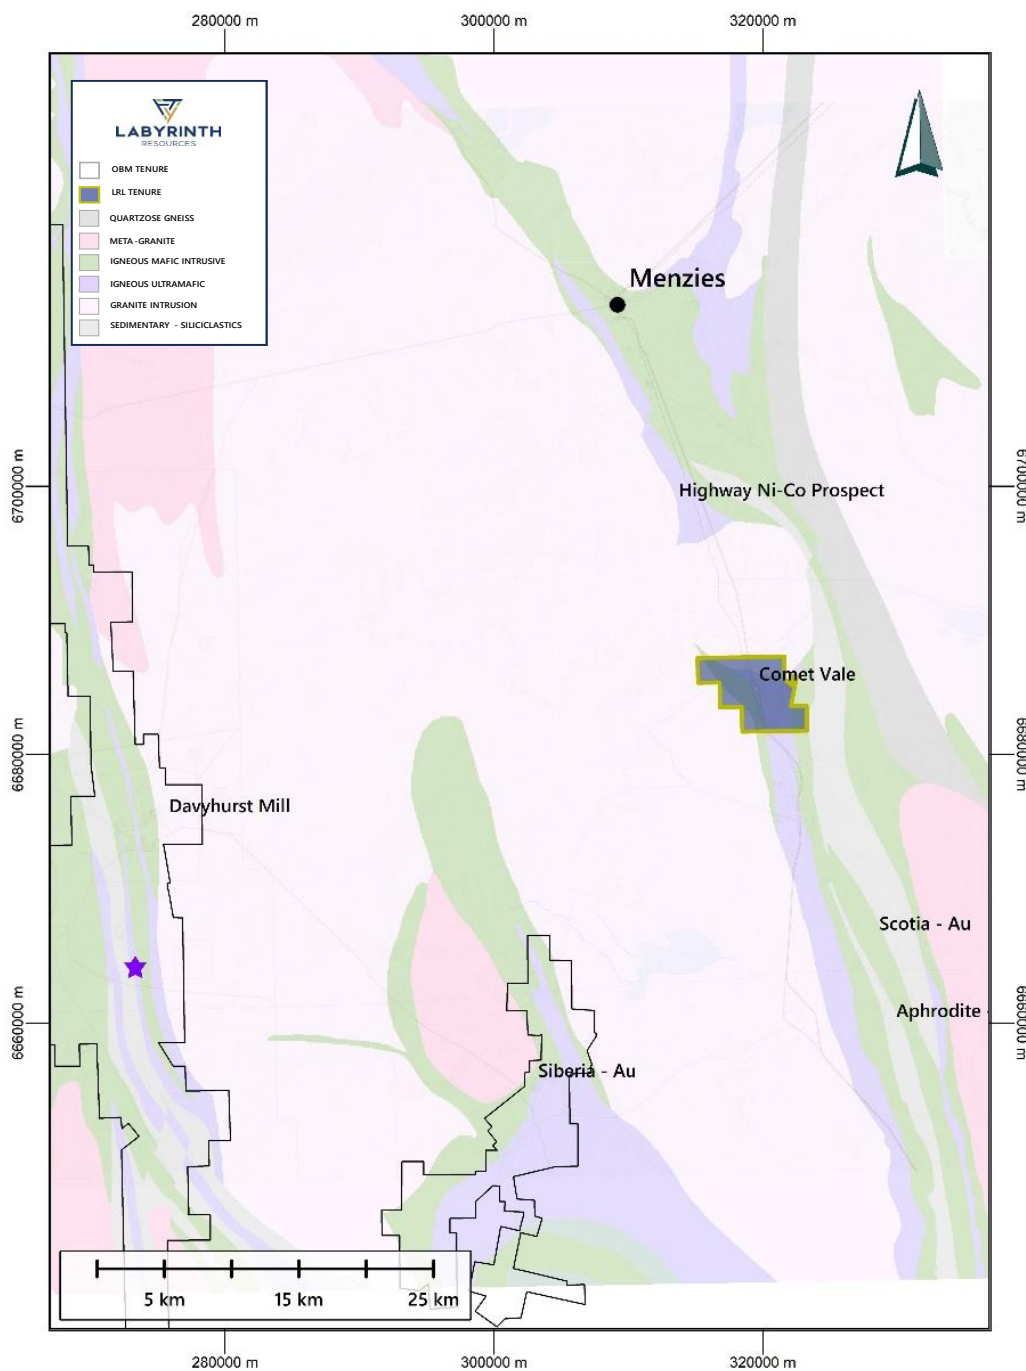 280000 m
300000 m
320000 m
LABYRINTH
RESOURCES
OBM TENURE
LRL TENURE
QUARTZOSE GNEISS
META-GRANITE
IGNEOUS MAFIC INTRUSIVE
IGNEOUS ULTRAMAFIC
GRANITE INTRUSION
SEDIMENTARY - SILICICLASTICS
Menzies
6700000 m
Highway Ni-Co Prospect
6700000 m
Comet Vale
6680000 m
6680000 m
Davyhurst Mill
Scotia - Au
Aphrodite -
6660000 m
6660000 m
Siberia - Au
5 km
15 km
25 km
280000 m
300000 m
320000 m